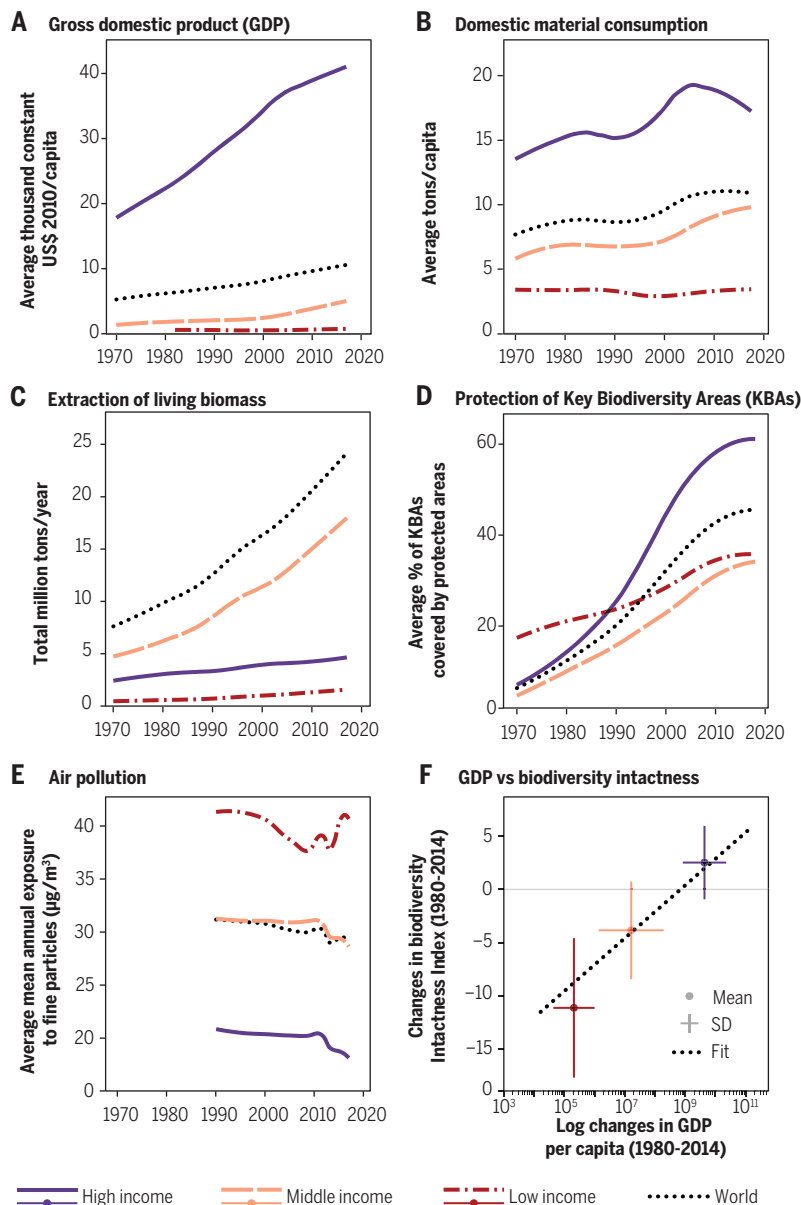 A Gross domestic product (GDP)
Average thousand constant
US$ 2010/capita
40
30
20
10
0
1970 1980 1990 2000 2010 2020
B Domestic material consumption
Average tons/capita
20
15
10
5
0
1970 1980 1990 2000 2010 2020
C Extraction of living biomass
Total million tons/year
25
20
15
10
5
0
1970 1980 1990 2000 2010 2020
D Protection of Key Biodiversity Areas (KBAs)
Average % of KBAs
covered by protected areas
60
40
20
0
1970 1980 1990 2000 2010 2020
E Air pollution
Average mean annual exposure
to fine particles (µg/m³)
40
35
30
25
20
0
1970 1980 1990 2000 2010 2020
F GDP vs biodiversity intactness
Changes in biodiversity
Intactness Index (1980-2014)
5
0
−5
−10
−15
0
Mean
SD
Fit
10³ 10⁵ 10⁷ 10⁹ 10¹¹
Log changes in GDP
per capita (1980-2014)
High income Middle income Low income World